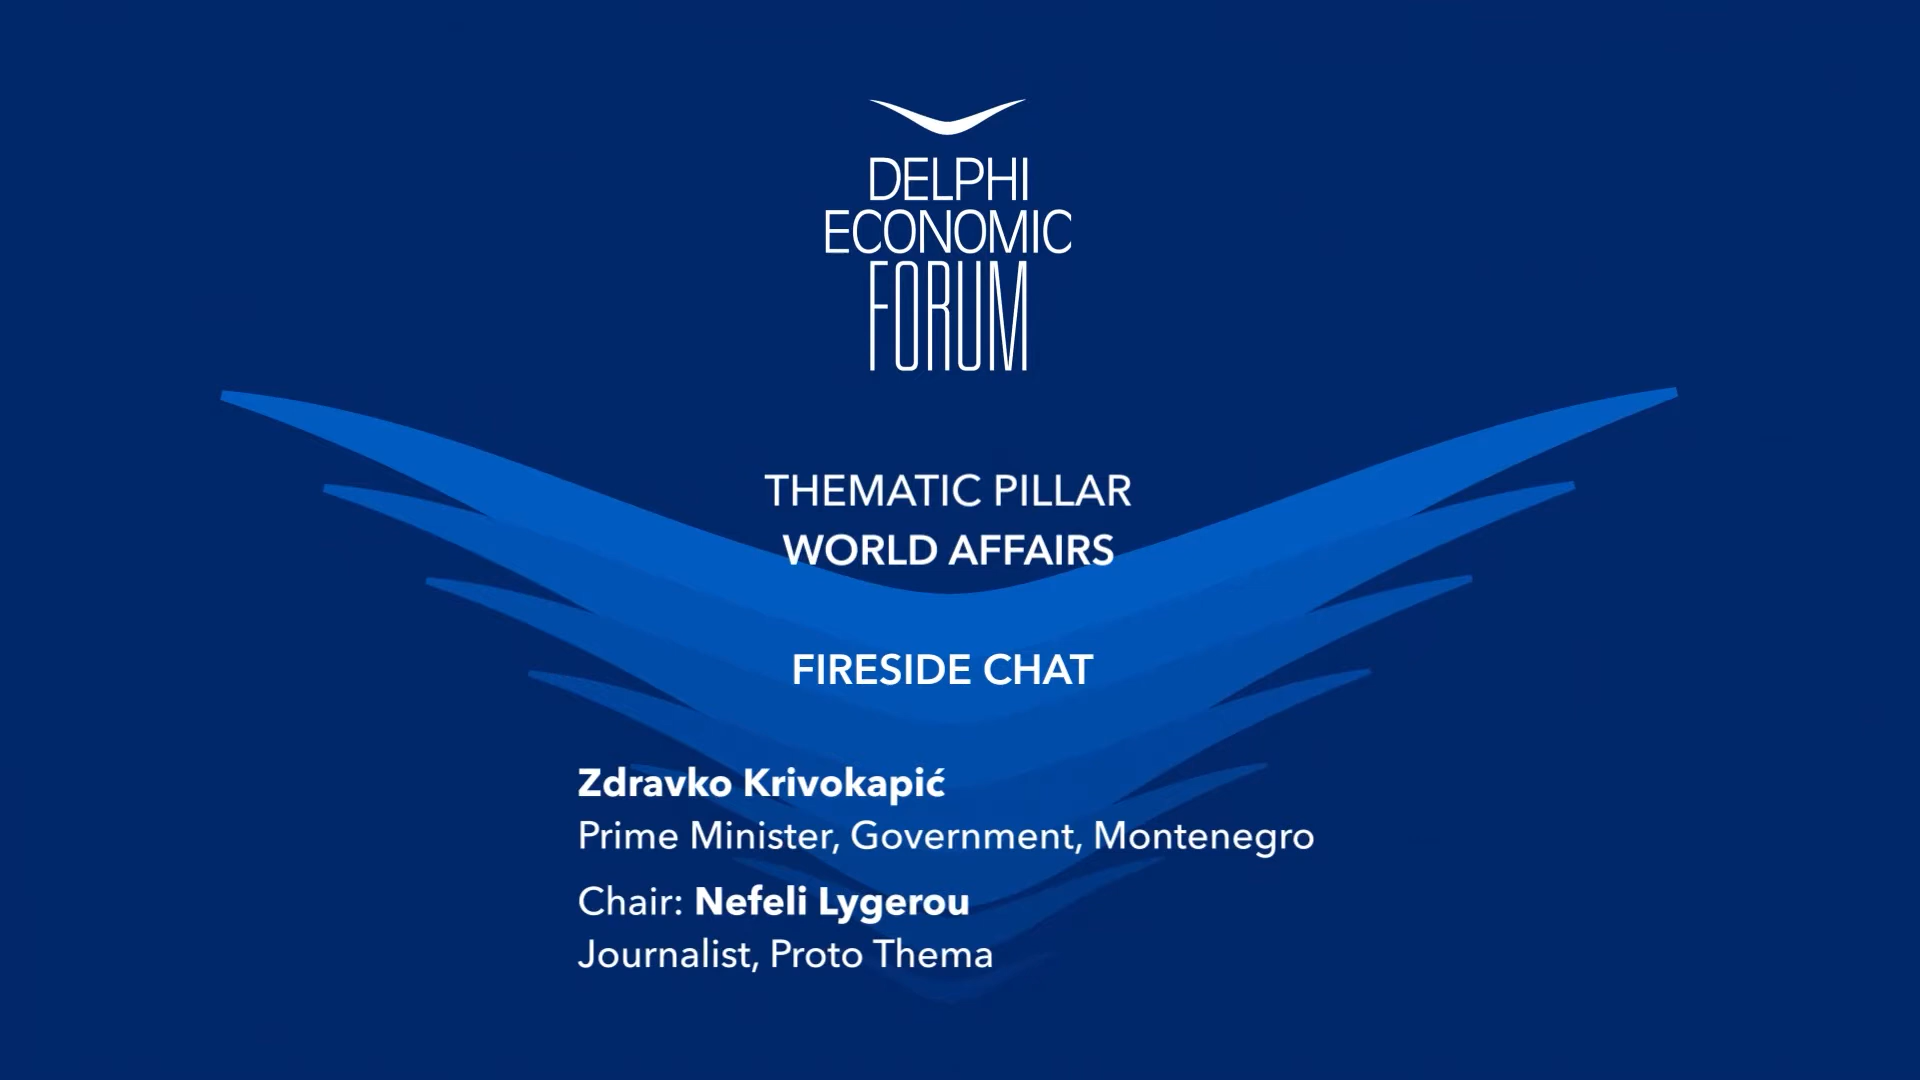 DELPHI
ECONOMIC
FORUM
THEMATIC PILLAR
WORLD AFFAIRS
FIRESIDE CHAT
Zdravko Krivokapić
Prime Minister, Government, Montenegro
Chair: Nefeli Lygerou
Journalist, Proto Thema